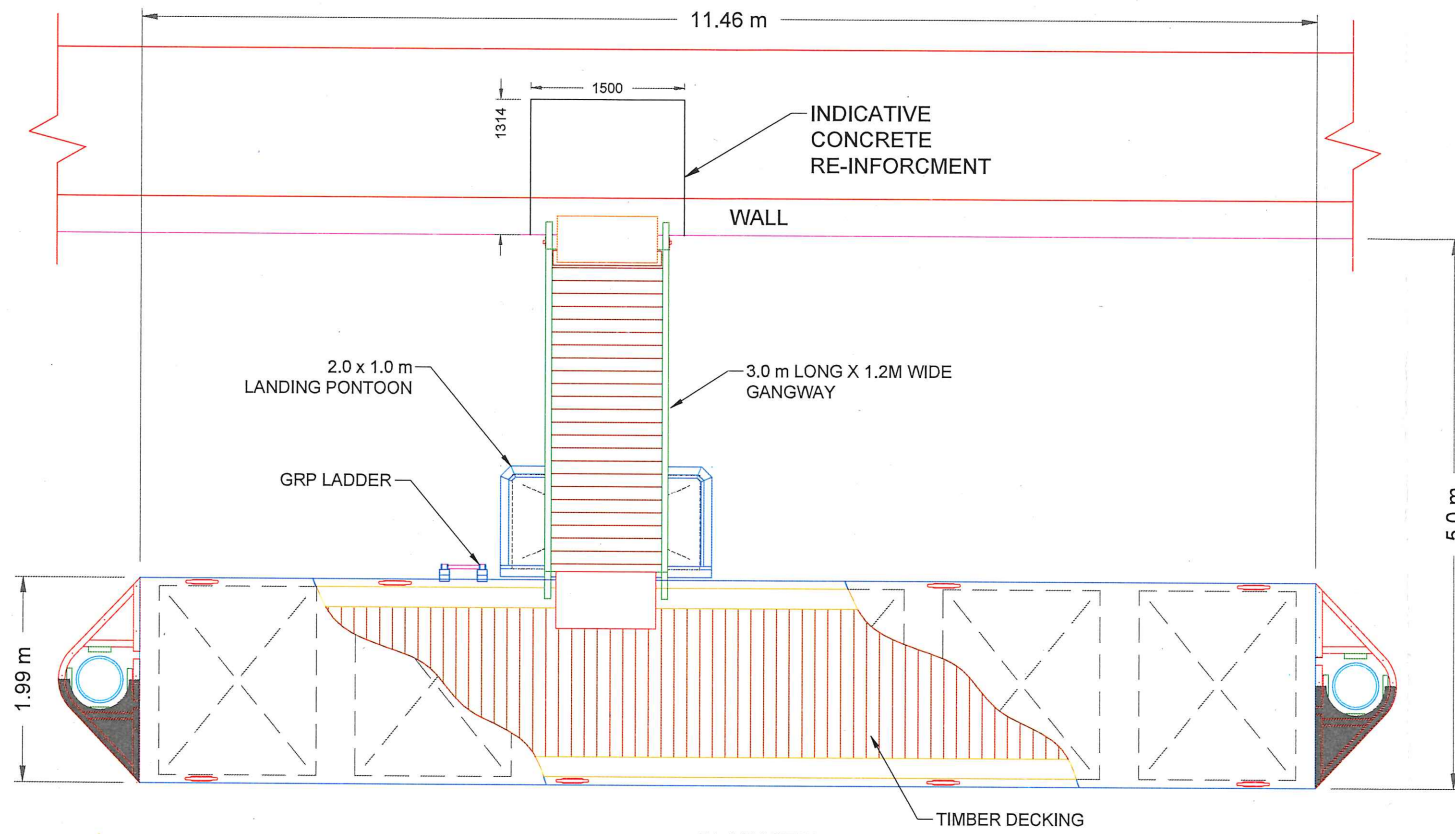 11.46 m
1500
1314
INDICATIVE
CONCRETE
RE-INFORCMENT
WALL
2.0 x 1.0 m
LANDING PONTOON
3.0 m LONG X 1.2M WIDE
GANGWAY
GRP LADDER
5.0 m
1.99 m
TIMBER DECKING